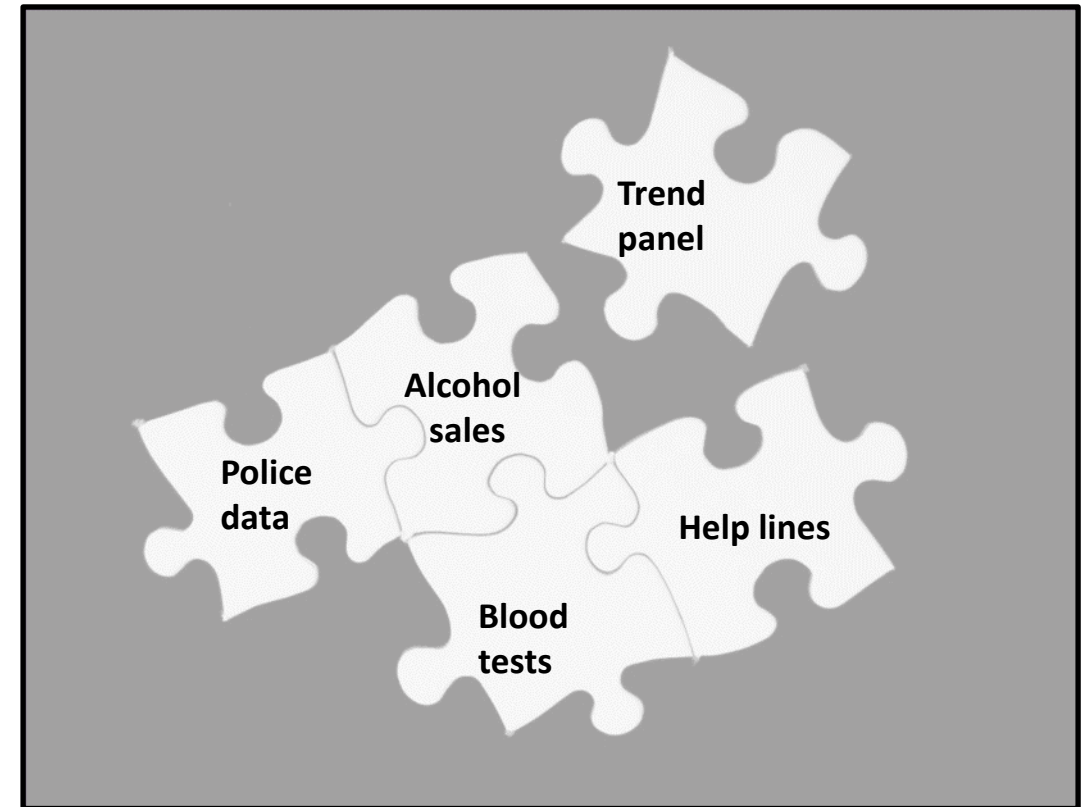 Trend
panel
Alcohol
sales
Police
data
Help lines
Blood
tests